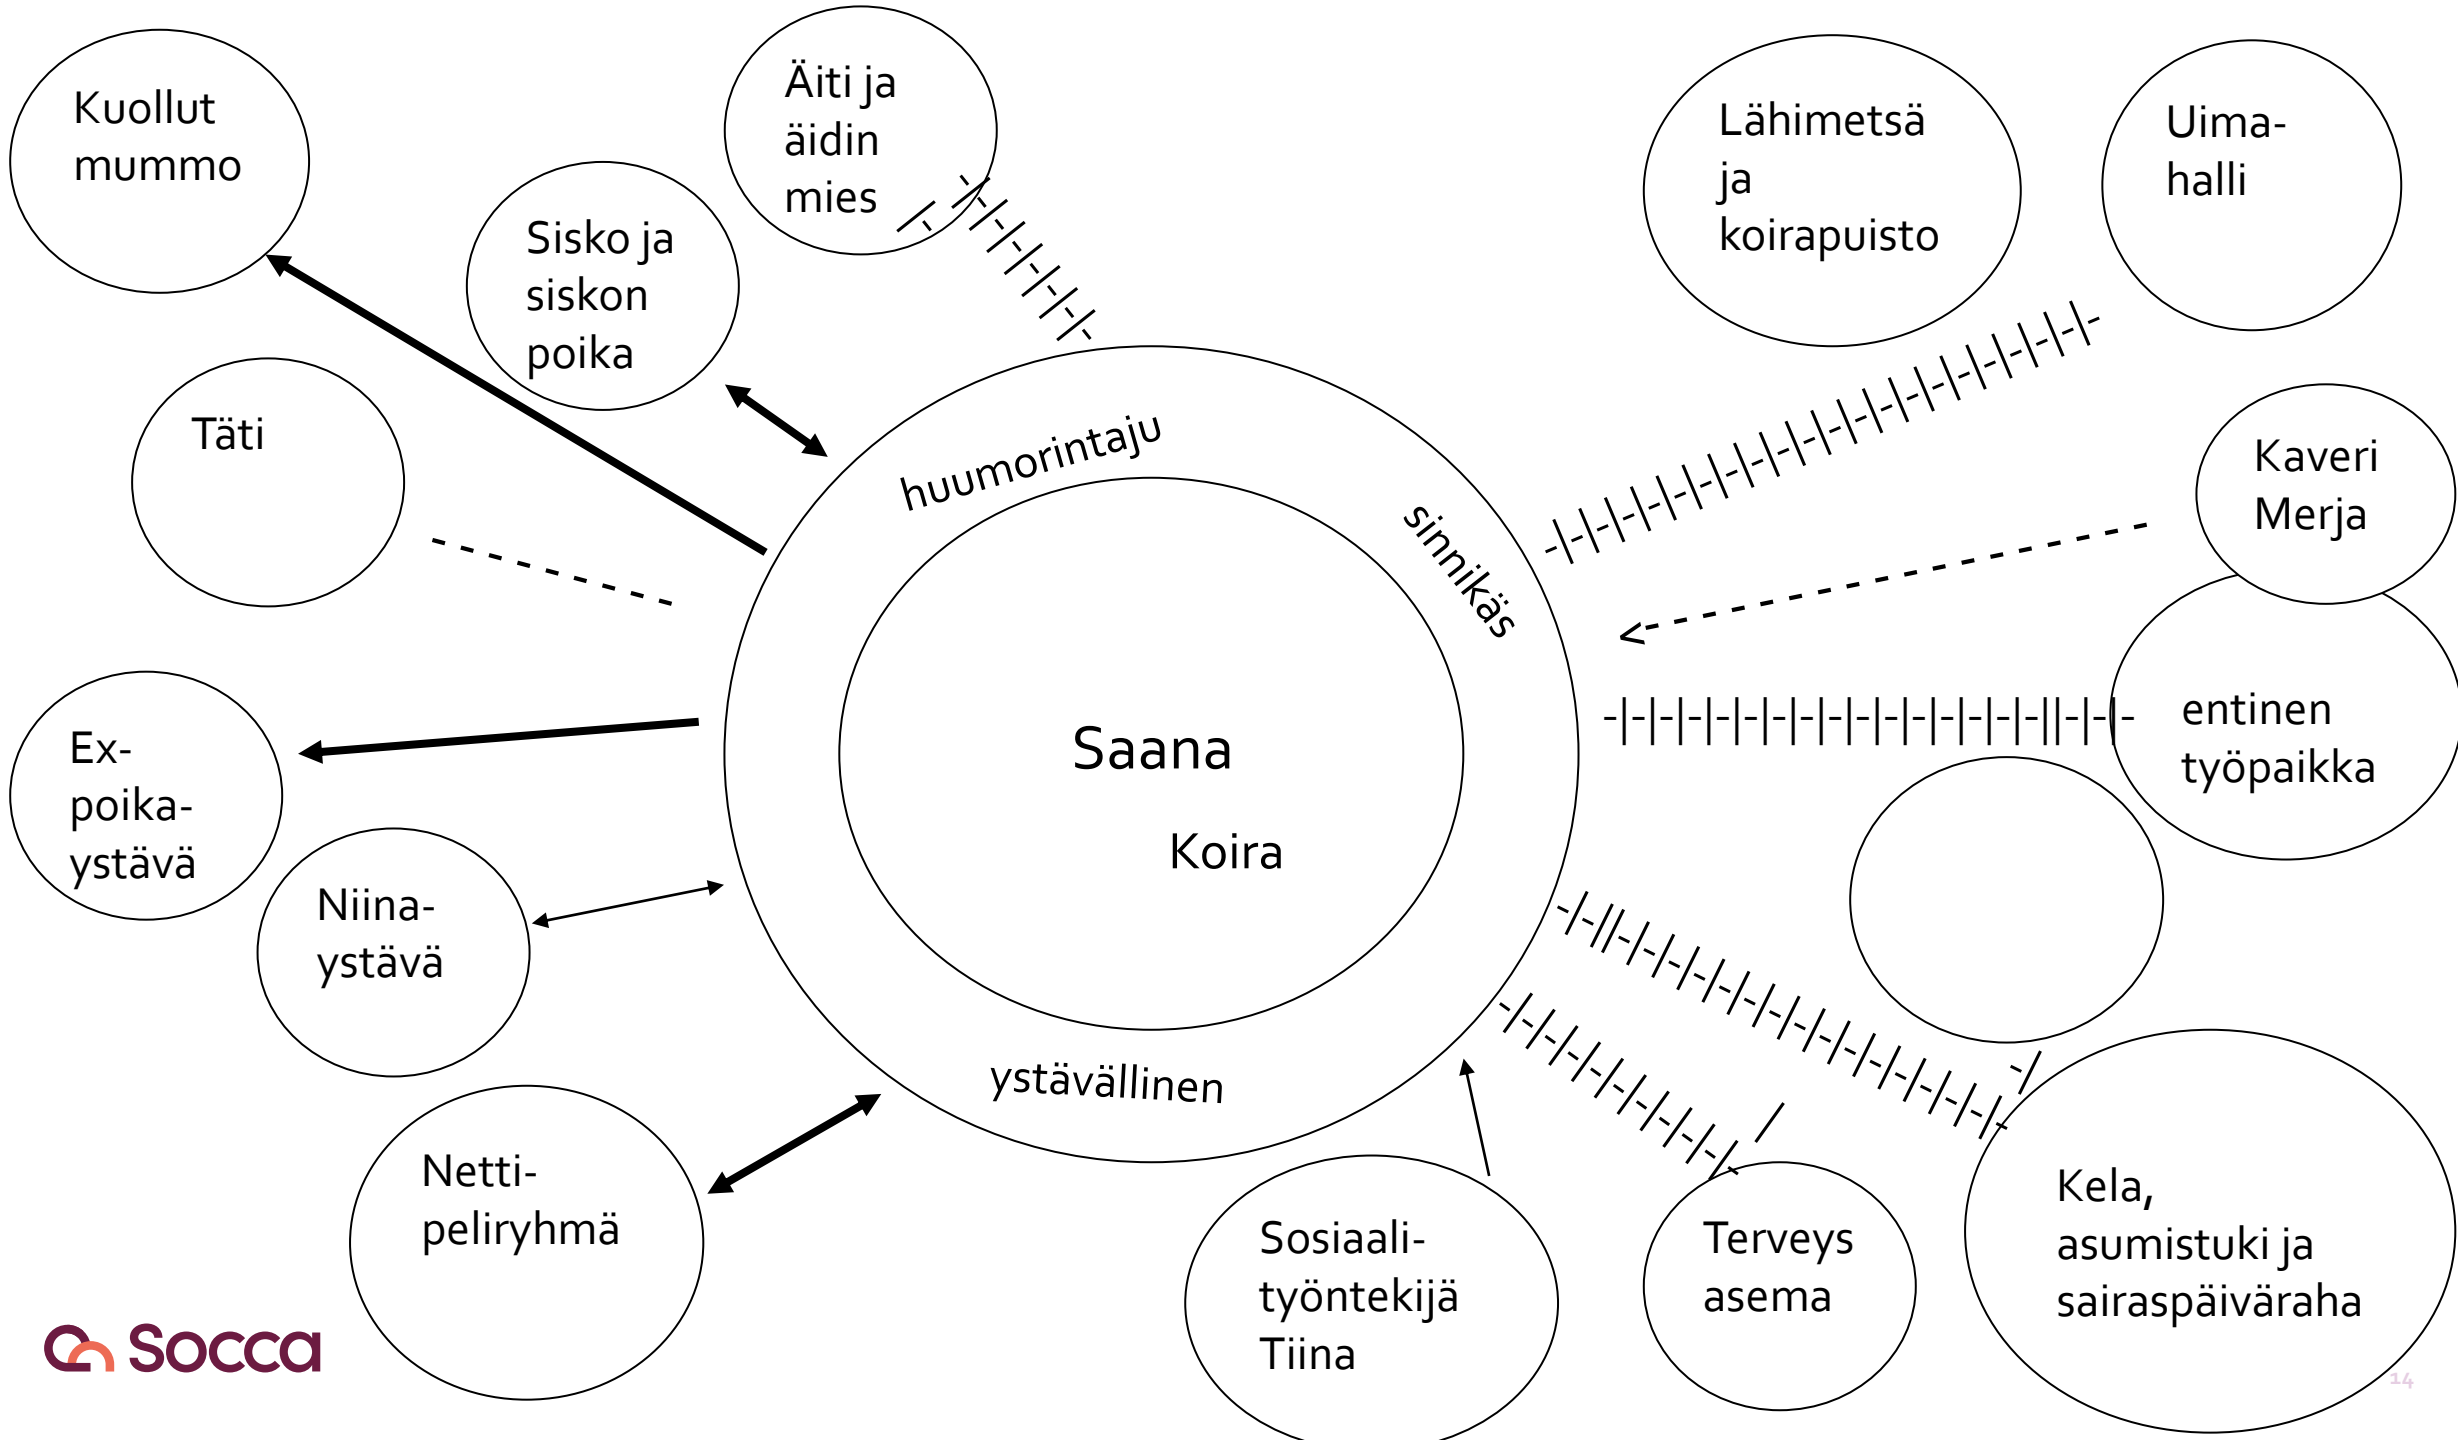 Kuollut
mummo
Äiti ja
äidin
mies
Sisko ja
siskon
poika
Täti
Lähimetsä
ja
koirapuisto
Uima-
halli
Kaveri
Merja
huumorintaju
sinnikäs
Saana
Koira
ystävällinen
entinen
työpaikka
Ex-
poika-
ystävä
Niina-
ystävä
Netti-
peliryhmä
Sosiaali-
työntekijä
Tiina
Terveys
asema
Kela,
asumistuki ja
sairaspäiväraha
Socca
14